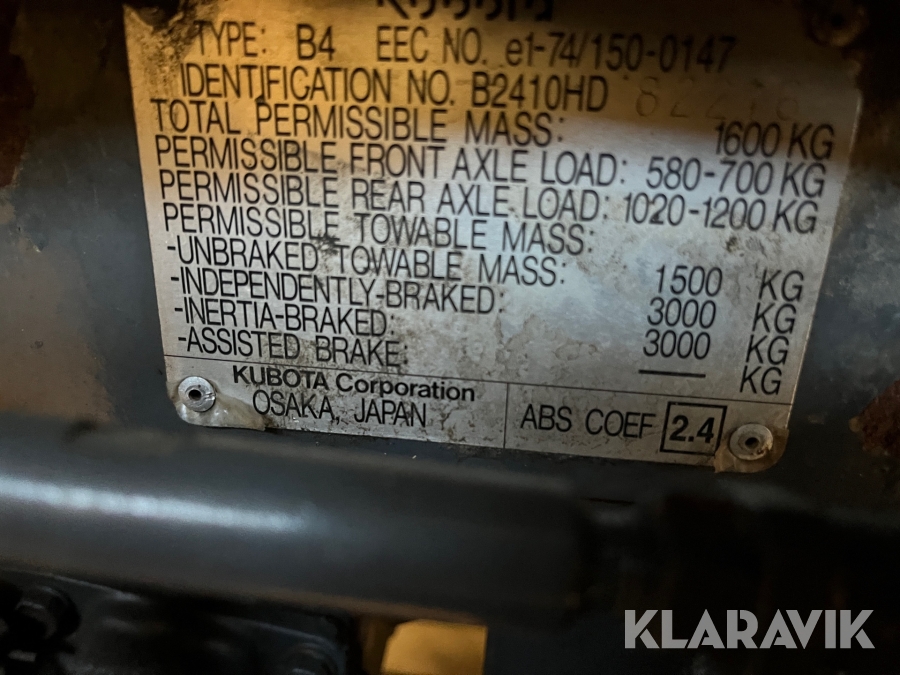 Kubota
TYPE: B4 EEC NO. e1-74/150-0147
IDENTIFICATION NO. B2410HD
TOTAL PERMISSIBLE MASS: 1600 KG
PERMISSIBLE FRONT AXLE LOAD: 580-700 KG
PERMISSIBLE REAR AXLE LOAD: 1020-1200 KG
PERMISSIBLE TOWABLE MASS:
-UNBRAKED TOWABLE MASS: 1500 KG
-INDEPENDENTLY-BRAKED: 3000 KG
-INERTIA-BRAKED: 3000 KG
-ASSISTED BRAKE: —— KG
KUBOTA Corporation
OSAKA, JAPAN
ABS COEF 2.4
KLARAVIK